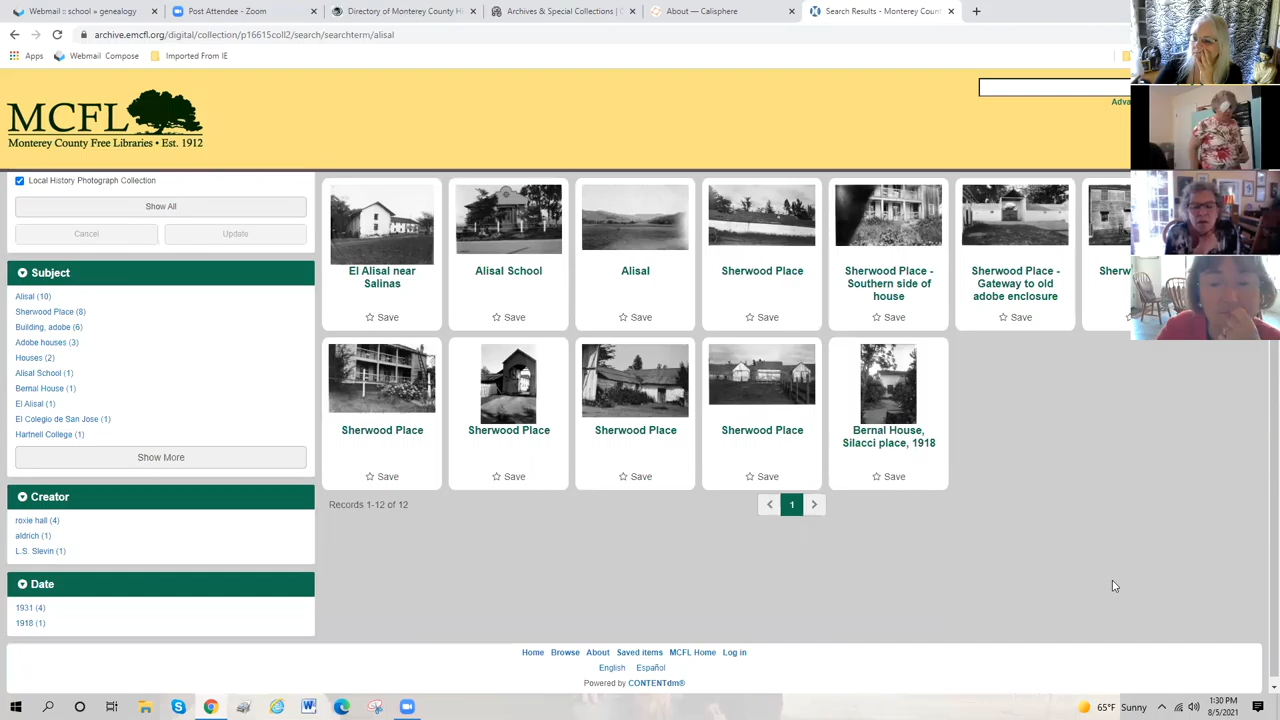 Webmail :: school » genealogy
Post Attendee - Zoom
Directory of Monterey County Hi
Archives & Special Collections | D
About — Calisphere
Search Results - Monterey Count
archive.emcfl.org/digital/collection/p16615coll2/search/searchterm/alisal
Apps
Webmail Compose
Imported From IE
MCFL
Monterey County Free Libraries • Est. 1912
Adva
Local History Photograph Collection
Show All
Cancel
Update
Subject
Alisal (10)
Sherwood Place (8)
Building, adobe (6)
Adobe houses (3)
Houses (2)
Alisal School (1)
Bernal House (1)
El Alisal (1)
El Colegio de San Jose (1)
Hartnell College (1)
Show More
Creator
roxie hall (4)
aldrich (1)
L.S. Slevin (1)
Date
1931 (4)
1918 (1)
El Alisal near
Salinas
Save
Alisal School
Save
Alisal
Save
Sherwood Place
Save
Sherwood Place -
Southern side of
house
Save
Sherwood Place -
Gateway to old
adobe enclosure
Save
Sherw
Sherwood Place
Save
Sherwood Place
Save
Sherwood Place
Save
Sherwood Place
Save
Bernal House,
Silacci place, 1918
Save
Records 1-12 of 12
1
Home Browse About Saved items MCFL Home Log in
English Español
Powered by CONTENTdm®
65°F Sunny
1:30 PM
8/5/2021